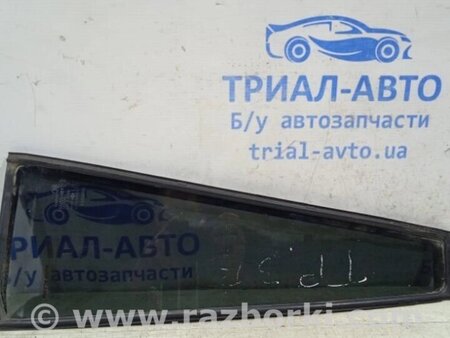 ТРИАЛ-АВТО
Б/у автозапчасти
trial-avto.ua
ТРИАЛ-АВТО
Б/у автозапчасти
www.razborki.com